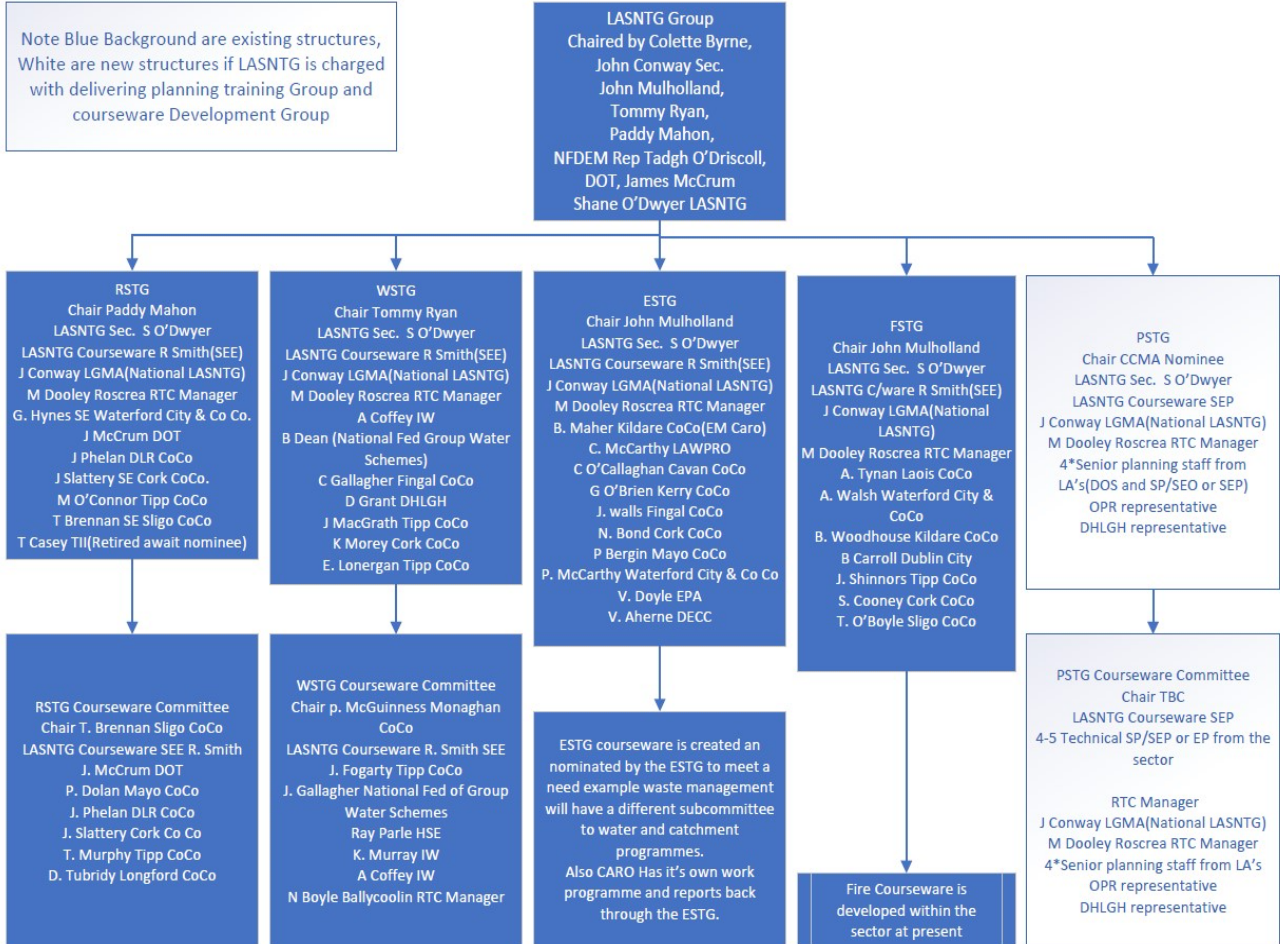 Note Blue Background are existing structures,
White are new structures if LASNTG is charged
with delivering planning training Group and
courseware Development Group
LASNTG Group
Chaired by Colette Byrne,
John Conway Sec.
John Mulholland,
Tommy Ryan,
Paddy Mahon,
NFDEM Rep Tadgh O'Driscoll,
DOT, James McCrum
Shane O'Dwyer LASNTG
RSTG
Chair Paddy Mahon
LASNTG Sec.  S O'Dwyer
LASNTG Courseware R Smith(SEE)
J Conway LGMA(National LASNTG)
M Dooley Roscrea RTC Manager
G. Hynes SE Waterford City & Co Co.
J McCrum DOT
J Phelan DLR CoCo
J Slattery SE Cork CoCo.
M O'Connor Tipp CoCo
T Brennan SE Sligo CoCo
T Casey TII(Retired await nominee)
WSTG
Chair Tommy Ryan
LASNTG Sec.  S O'Dwyer
LASNTG Courseware R Smith(SEE)
J Conway LGMA(National LASNTG)
M Dooley Roscrea RTC Manager
A Coffey IW
B Dean (National Fed Group Water
Schemes)
C Gallagher Fingal CoCo
D Grant DHLGH
J MacGrath Tipp CoCo
K Morey Cork CoCo
E. Lonergan Tipp CoCo
ESTG
Chair John Mulholland
LASNTG Sec.  S O'Dwyer
LASNTG Courseware R Smith(SEE)
J Conway LGMA(National LASNTG)
M Dooley Roscrea RTC Manager
B. Maher Kildare CoCo(EM Caro)
C. McCarthy LAWPRO
C O'Callaghan Cavan CoCo
G O'Brien Kerry CoCo
J. walls Fingal CoCo
N. Bond Cork CoCo
P Bergin Mayo CoCo
P. McCarthy Waterford City & Co Co
V. Doyle EPA
V. Aherne DECC
FSTG
Chair John Mulholland
LASNTG Sec.  S O'Dwyer
LASNTG C/ware R Smith(SEE)
J Conway LGMA(National
LASNTG)
M Dooley Roscrea RTC Manager
A. Tynan Laois CoCo
A. Walsh Waterford City &
CoCo
B. Woodhouse Kildare CoCo
B Carroll Dublin City
J. Shinnors Tipp CoCo
S. Cooney Cork CoCo
T. O'Boyle Sligo CoCo
PSTG
Chair CCMA Nominee
LASNTG Sec.  S O'Dwyer
LASNTG Courseware SEP
J Conway LGMA(National LASNTG)
M Dooley Roscrea RTC Manager
4*Senior planning staff from
LA's(DOS and SP/SEO or SEP)
OPR representative
DHLGH representative
RSTG Courseware Committee
Chair T. Brennan Sligo CoCo
LASNTG Courseware SEE R. Smith
J. McCrum DOT
P. Dolan Mayo CoCo
J. Phelan DLR CoCo
J. Slattery Cork Co Co
T. Murphy Tipp CoCo
D. Tubridy Longford CoCo
WSTG Courseware Committee
Chair p. McGuinness Monaghan
CoCo
LASNTG Courseware R. Smith SEE
J. Fogarty Tipp CoCo
J. Gallagher National Fed of Group
Water Schemes
Ray Parle HSE
K. Murray IW
A Coffey IW
N Boyle Ballycoolin RTC Manager
ESTG courseware is created an
nominated by the ESTG to meet a
need example waste management
will have a different subcommittee
to water and catchment
programmes.
Also CARO Has it's own work
programme and reports back
through the ESTG.
Fire Courseware is
developed within the
sector at present
PSTG Courseware Committee
Chair TBC
LASNTG Courseware SEP
4-5 Technical SP/SEP or EP from the
sector
RTC Manager
J Conway LGMA(National LASNTG)
M Dooley Roscrea RTC Manager
4*Senior planning staff from LA's
OPR representative
DHLGH representative